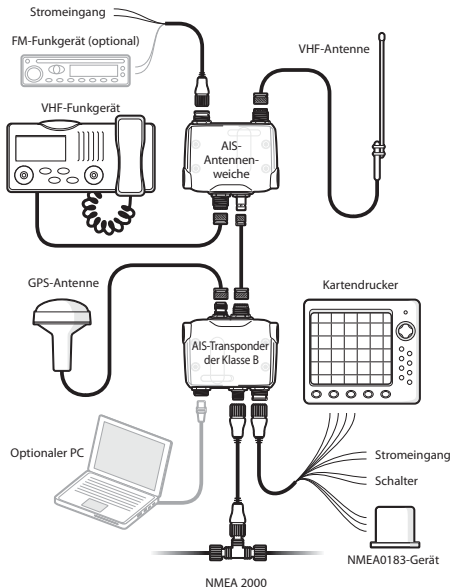 Stromeingang
FM-Funkgerät (optional)
VHF-Antenne
VHF-Funkgerät
AIS-
Antennen-
weiche
GPS-Antenne
Kartendrucker
AIS-Transponder
der Klasse B
Optionaler PC
Stromeingang
Schalter
NMEA0183-Gerät
NMEA 2000